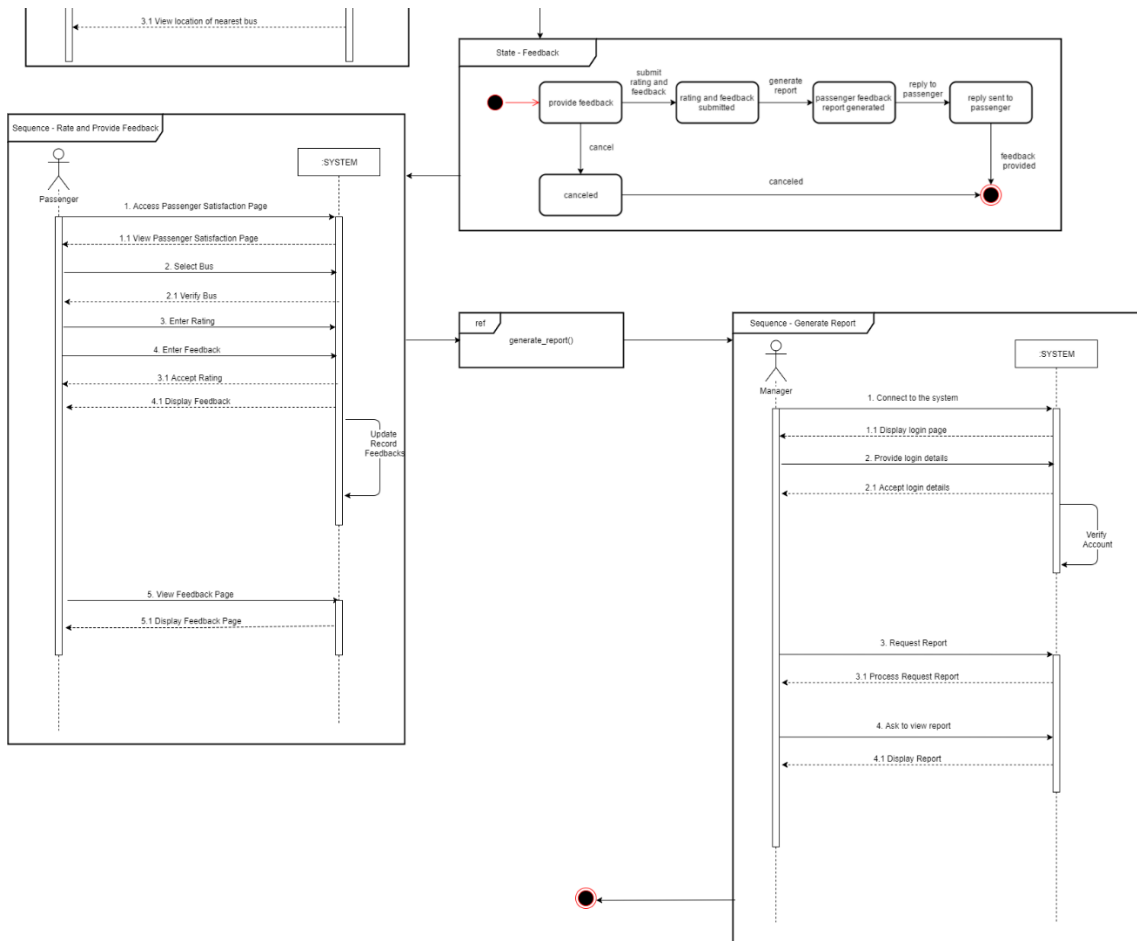 3.1 View location of nearest bus
State - Feedback
provide feedback
submit
rating and
feedback
rating and feedback
submitted
generate
report
passenger feedback
report generated
reply to
passenger
reply sent to
passenger
cancel
canceled
canceled
feedback
provided
Sequence - Rate and Provide Feedback
Passenger
:SYSTEM
1. Access Passenger Satisfaction Page
1.1 View Passenger Satisfaction Page
2. Select Bus
2.1 Verify Bus
3. Enter Rating
4. Enter Feedback
3.1 Accept Rating
4.1 Display Feedback
Update
Record
Feedbacks
5. View Feedback Page
5.1 Display Feedback Page
ref
generate_report()
Sequence - Generate Report
Manager
:SYSTEM
1. Connect to the system
1.1 Display login page
2. Provide login details
2.1 Accept login details
Verify
Account
3. Request Report
3.1 Process Request Report
4. Ask to view report
4.1 Display Report